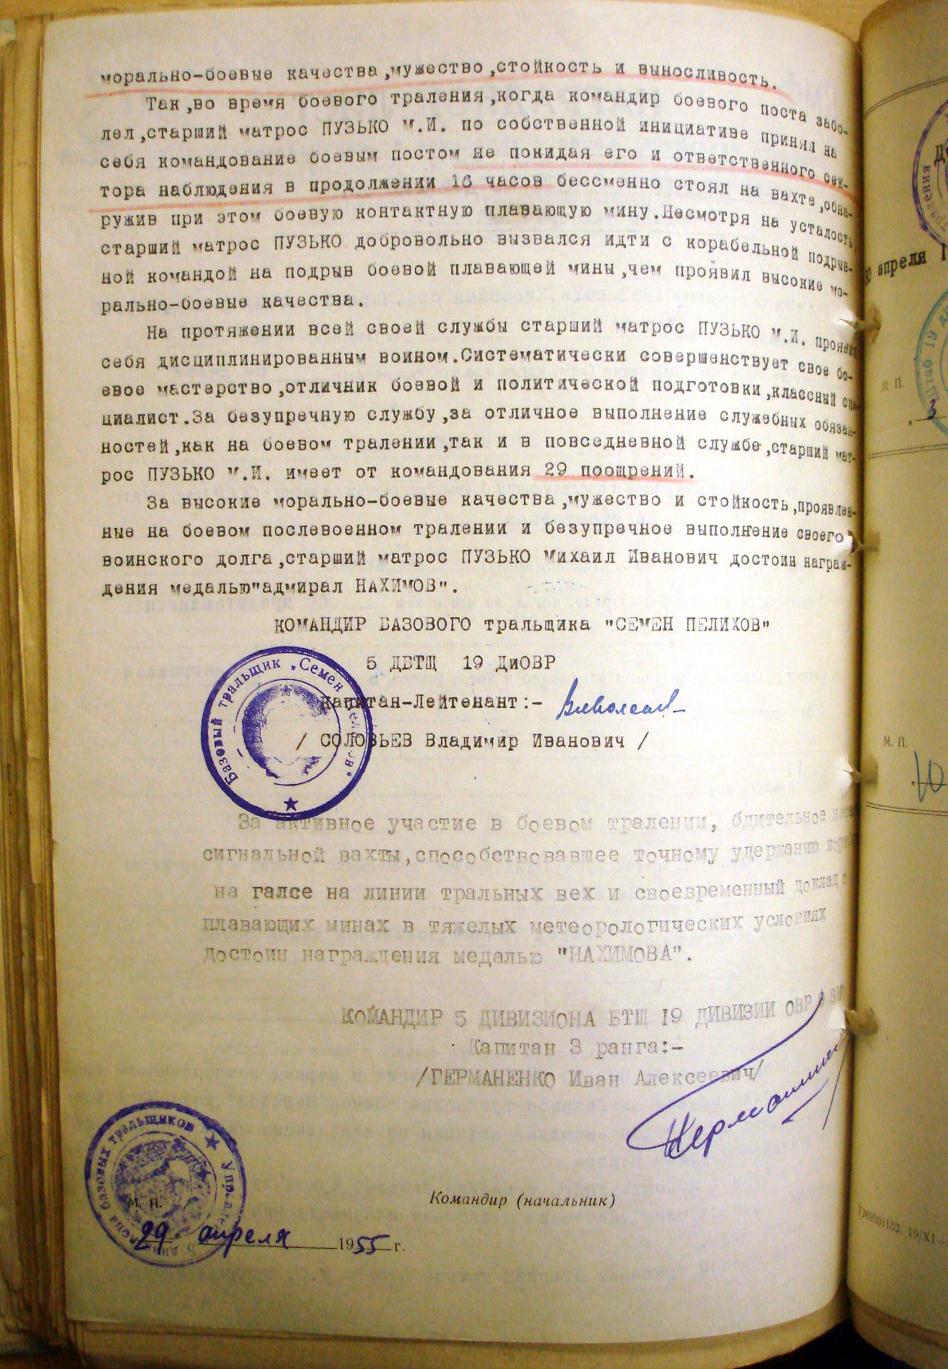 морально-боевые качества,мужество,стойкость и выносливость.
Так,во время боевого траления,когда командир боевого поста забо-
лел,старший матрос ПУЗЬКО М.И. по собственной инициативе принял на
себя командование боевым постом не покидая его и ответственного сек-
тора наблюдения в продолжении 16 часов бессменно стоял на вахте,обна-
ружив при этом боевую контактную плавающую мину.Несмотря на усталость
старший матрос ПУЗЬКО добровольно вызвался идти с корабельной подрыв-
ной командой на подрыв боевой плавающей мины,чем проявил высокие мо-
рально-боевые качества.
На протяжении всей своей службы старший матрос ПУЗЬКО М.И. проявил
себя дисциплинированным воином.Систематически совершенствует свое бо-
евое мастерство,отличник боевой и политической подготовки,классный спе-
циалист.За безупречную службу,за отличное выполнение служебных обязан-
ностей,как на боевом тралении,так и в повседневной службе,старший мат-
рос ПУЗЬКО М.И. имеет от командования 29 поощрений.
За высокие морально-боевые качества,мужество и стойкость,проявлен-
ные на боевом послевоенном тралении и безупречное выполнение своего
воинского долга,старший матрос ПУЗЬКО Михаил Иванович достоин награж-
дения медалью"адмирал НАХИМОВ".
КОМАНДИР БАЗОВОГО тральщика "СЕМЕН ПЕЛИХОВ"
5 ДБТЩ 19 ДиОВР
Капитан-Лейтенант:-
/ СОЛОВЬЕВ Владимир Иванович /
Базовый тральщик „Семен Пелихов"
За активное участие в боевом тралении, бдительное
сигнальной вахты,способствовавшее точному удержанию
на галсе на линии тральных вех и своевременный доклад о
плавающих минах в тяжелых метеорологических условиях
достоин награждения медалью "НАХИМОВА".
КОМАНДИР 5 ДИВИЗИОНА БТЩ 19 ДИВИЗИИ ОВР
Капитан 3 ранга:-
/ГЕРМАНЕНКО Иван Алексеевич/
Германенко
Командир (начальник)
базовых тральщиков
М. П.
29 апреля 1955 г.
апреля 1
Штаб 19
М. П.
3
М. П.
Ю